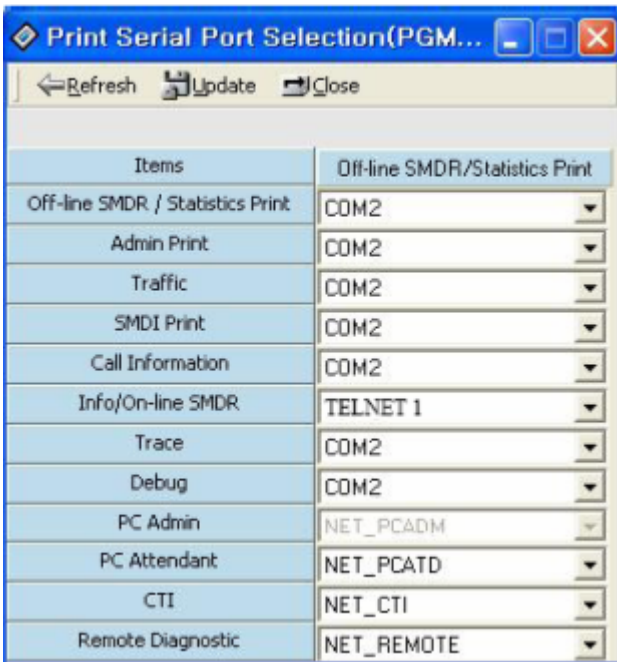 Print Serial Port Selection(PGM...
Refresh Update Close
Items Off-line SMDR/Statistics Print
Off-line SMDR / Statistics Print COM2
Admin Print COM2
Traffic COM2
SMDI Print COM2
Call Information COM2
Info/On-line SMDR TELNET 1
Trace COM2
Debug COM2
PC Admin NET_PCADM
PC Attendant NET_PCATD
CTI NET_CTI
Remote Diagnostic NET_REMOTE